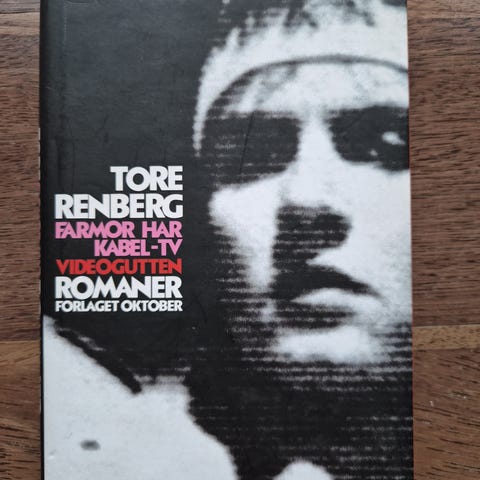 TORE
RENBERG
FARMOR HAR
KABEL-TV
VIDEOGUTTEN
ROMANER
FORLAGET OKTOBER